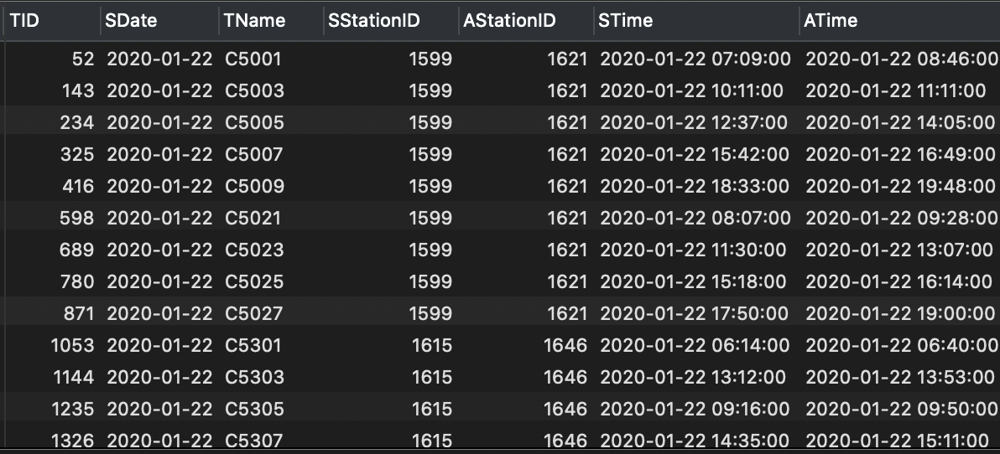 TID SDate TName SStationID AStationID STime ATime
52 2020-01-22 C5001 1599 1621 2020-01-22 07:09:00 2020-01-22 08:46:00
143 2020-01-22 C5003 1599 1621 2020-01-22 10:11:00 2020-01-22 11:11:00
234 2020-01-22 C5005 1599 1621 2020-01-22 12:37:00 2020-01-22 14:05:00
325 2020-01-22 C5007 1599 1621 2020-01-22 15:42:00 2020-01-22 16:49:00
416 2020-01-22 C5009 1599 1621 2020-01-22 18:33:00 2020-01-22 19:48:00
598 2020-01-22 C5021 1599 1621 2020-01-22 08:07:00 2020-01-22 09:28:00
689 2020-01-22 C5023 1599 1621 2020-01-22 11:30:00 2020-01-22 13:07:00
780 2020-01-22 C5025 1599 1621 2020-01-22 15:18:00 2020-01-22 16:14:00
871 2020-01-22 C5027 1599 1621 2020-01-22 17:50:00 2020-01-22 19:00:00
1053 2020-01-22 C5301 1615 1646 2020-01-22 06:14:00 2020-01-22 06:40:00
1144 2020-01-22 C5303 1615 1646 2020-01-22 13:12:00 2020-01-22 13:53:00
1235 2020-01-22 C5305 1615 1646 2020-01-22 09:16:00 2020-01-22 09:50:00
1326 2020-01-22 C5307 1615 1646 2020-01-22 14:35:00 2020-01-22 15:11:00